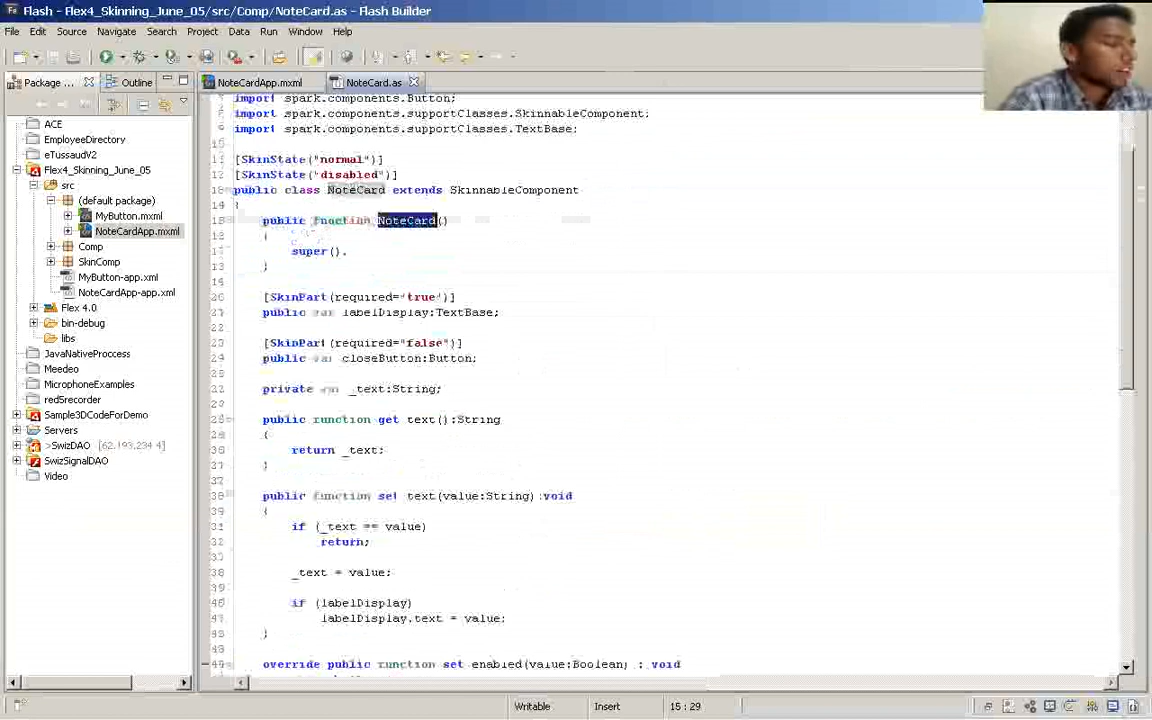 Flash - Flex4_Skinning_June_05/src/Comp/NoteCard.as - Flash Builder
File Edit Source Navigate Search Project Data Run Window Help
Package ... Outline
NoteCardApp.mxml NoteCard.as
ACE
EmployeeDirectory
eTussaudV2
Flex4_Skinning_June_05
src
(default package)
MyButton.mxml
NoteCardApp.mxml
Comp
SkinComp
MyButton-app.xml
NoteCardApp-app.xml
Flex 4.0
bin-debug
libs
JavaNativeProccess
Meedeo
MicrophoneExamples
red5recorder
Sample3DCodeForDemo
Servers
>SwizDAO [62.193.234 4]
SwizSignalDAO
Video
import spark.components.Button;
import spark.components.supportClasses.SkinnableComponent;
import spark.components.supportClasses.TextBase;
[SkinState("normal")]
[SkinState("disabled")]
public class NoteCard extends SkinnableComponent
{
public function NoteCard()
{
super().
}
[SkinPart(required="true")]
public var labelDisplay:TextBase;
[SkinPart(required="false")]
public var closeButton:Button;
private var _text:String;
public function get text():String
{
return _text;
}
public function set text(value:String):void
{
if (_text == value)
return;
_text = value;
if (labelDisplay)
labelDisplay.text = value;
}
override public function set enabled(value:Boolean) : void
Writable Insert 15 : 29